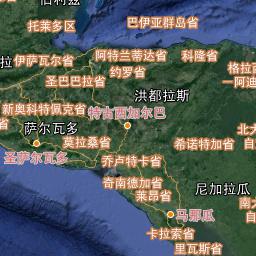 伯利兹
托莱多区
巴伊亚群岛省
拉
伊萨瓦尔省
阿特兰蒂达省
科隆省
约罗省
圣巴巴拉省
格拉西
一阿迪
洪都拉斯
新奥科特佩克省
特古西加尔巴
萨尔瓦多
莫拉桑省
北大
自
希诺特加省
圣萨尔瓦多
乔卢特卡省
奇南德加省
尼加拉瓜
莱昂省
南大
自
马那瓜
卡拉索省
里瓦斯省